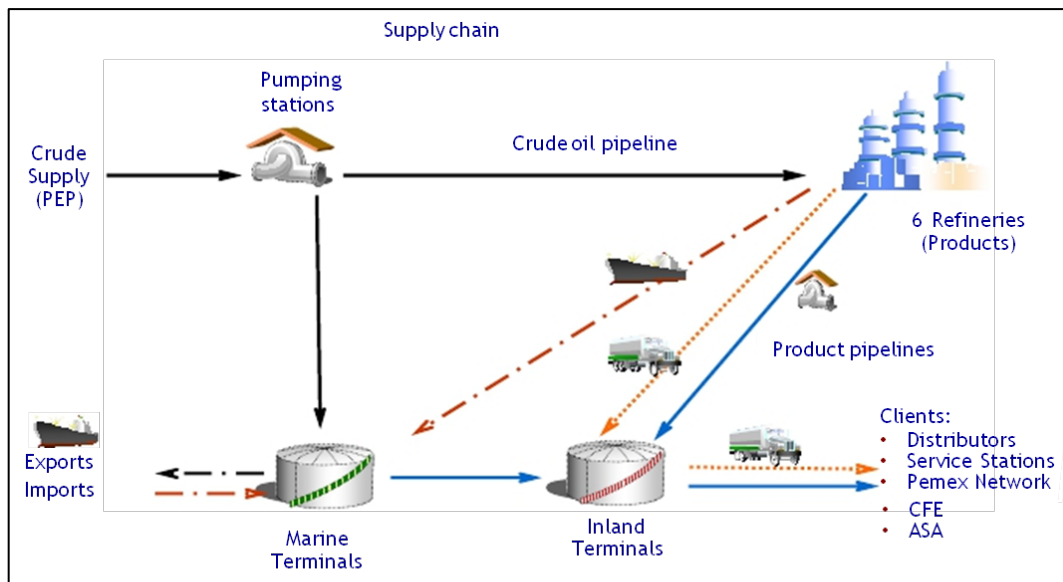 Supply chain
Pumping
stations
Crude
Supply
(PEP)
Crude oil pipeline
6 Refineries
(Products)
Product pipelines
Exports
Imports
Marine
Terminals
Inland
Terminals
Clients:
• Distributors
• Service Stations
• Pemex Network
• CFE
• ASA